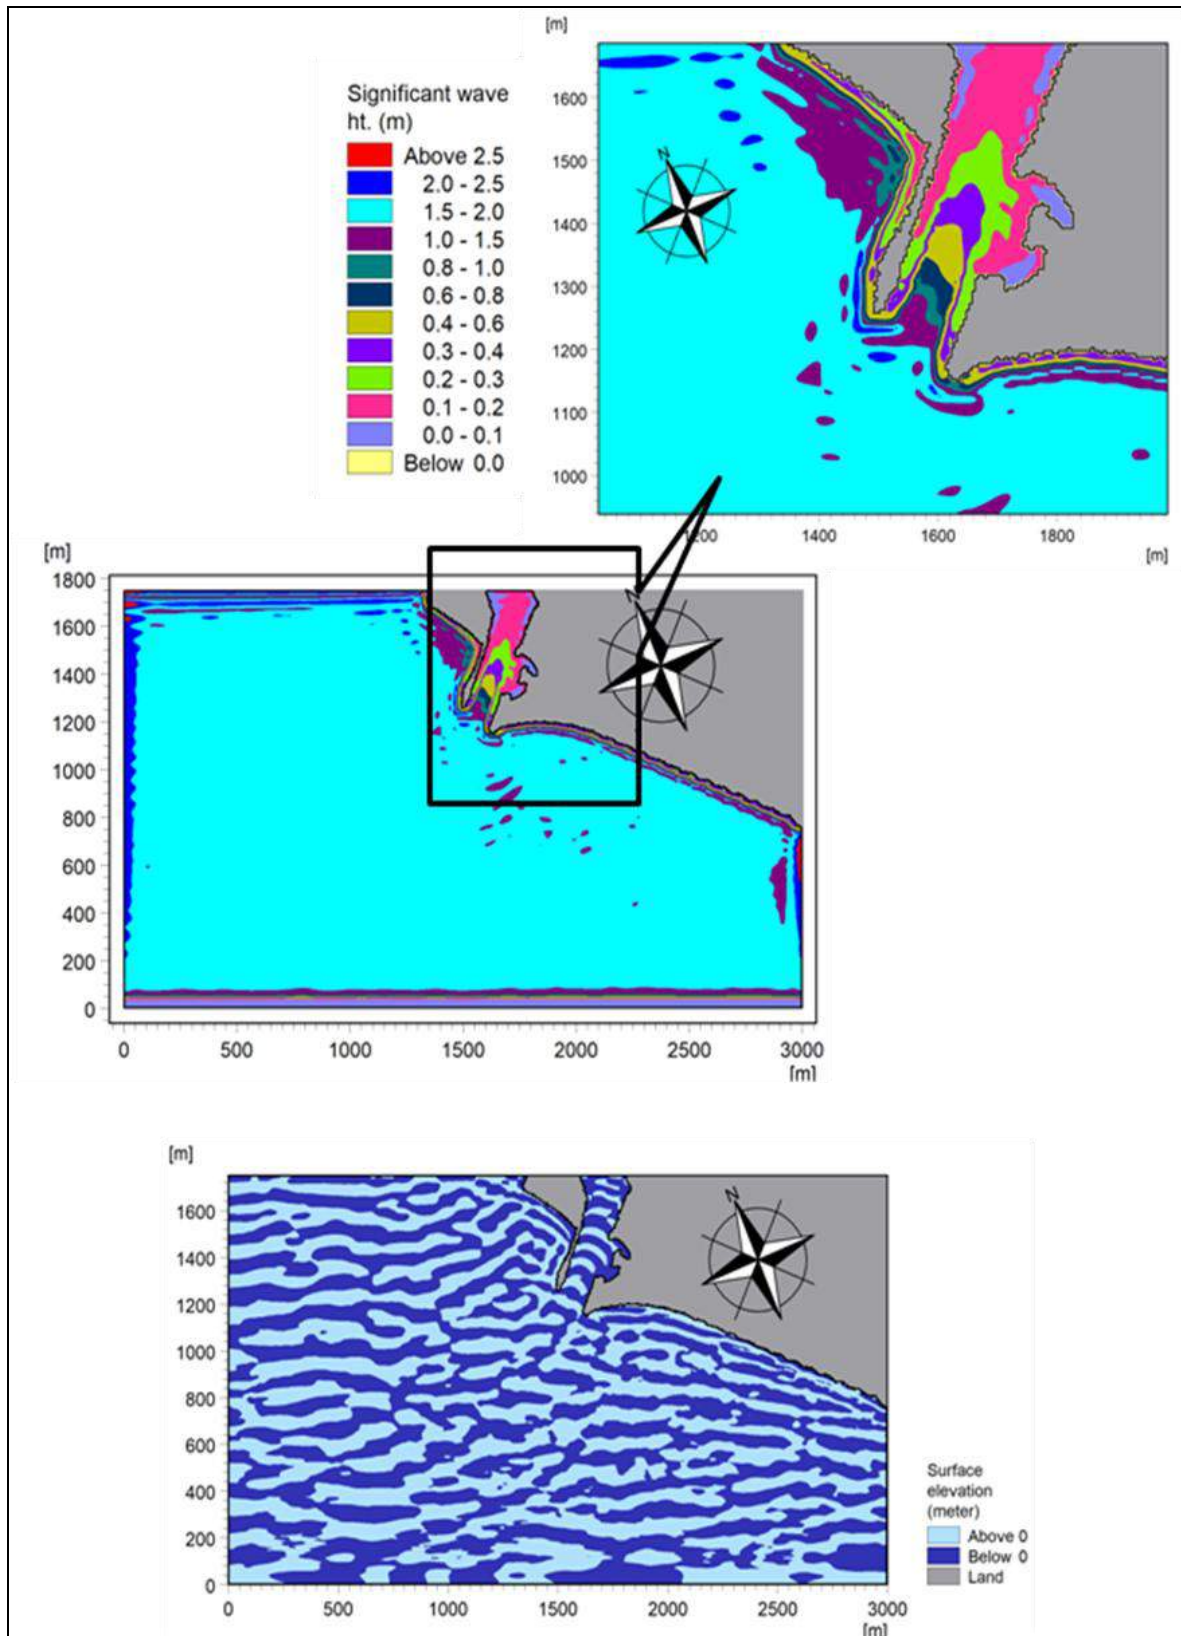 [m]
Significant wave
ht. (m)
Above 2.5
2.0 - 2.5
1.5 - 2.0
1.0 - 1.5
0.8 - 1.0
0.6 - 0.8
0.4 - 0.6
0.3 - 0.4
0.2 - 0.3
0.1 - 0.2
0.0 - 0.1
Below 0.0
1600
1500
1400
1300
1200
1100
1000
N
1200 1400 1600 1800
[m]
[m]
1800
1600
1400
1200
1000
800
600
400
200
0
N
0 500 1000 1500 2000 2500 3000
[m]
[m]
1600
1400
1200
1000
800
600
400
200
0
N
Surface
elevation
(meter)
Above 0
Below 0
Land
0 500 1000 1500 2000 2500 3000
[m]